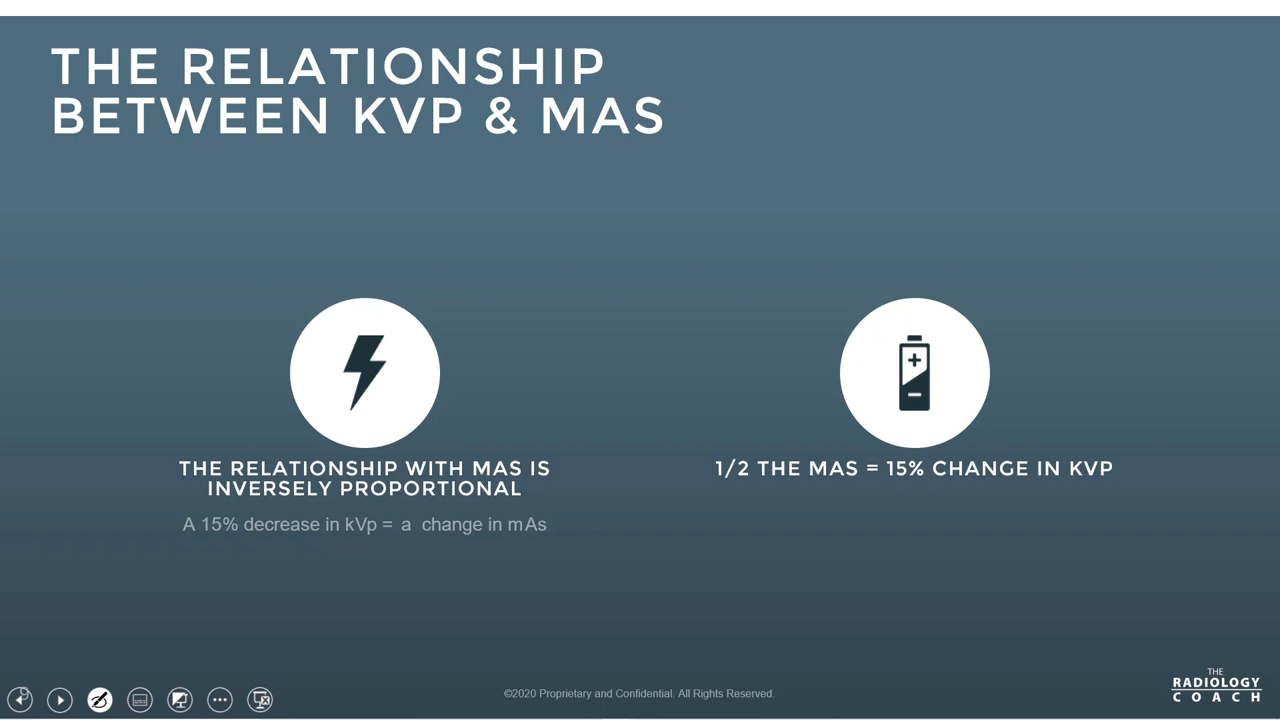 THE RELATIONSHIP
BETWEEN KVP & MAS
THE RELATIONSHIP WITH MAS IS
INVERSELY PROPORTIONAL
A 15% decrease in kVp = a  change in mAs
1/2 THE MAS = 15% CHANGE IN KVP
©2020 Proprietary and Confidential. All Rights Reserved.
THE
RADIOLOGY
COACH